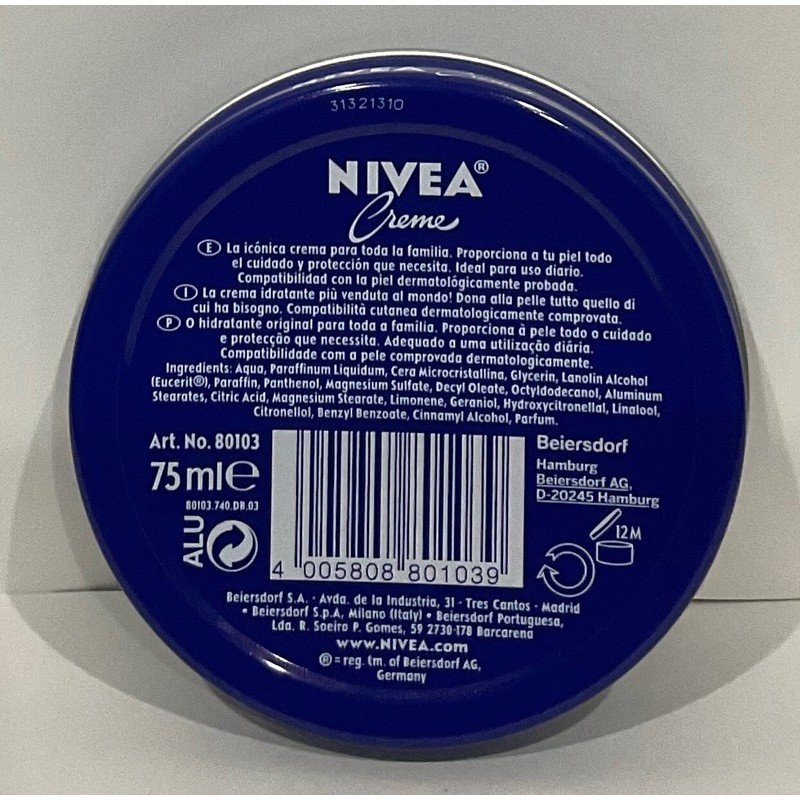 NIVEA
31321310
NIVEA®
Creme
E La icónica crema para toda la familia. Proporciona a tu piel todo
el cuidado y protección que necesita. Ideal para uso diario.
Compatibilidad con la piel dermatológicamente probada.
I La crema idratante più venduta al mondo! Dona alla pelle tutto quello di
cui ha bisogno. Compatibilità cutanea dermatologicamente comprovata.
P O hidratante original para toda a família. Proporciona à pele todo o cuidado
e protecção que necesita. Adequado a uma utilização diária.
Compatibilidade com a pele comprovada dermatologicamente.
Ingredients: Aqua, Paraffinum Liquidum, Cera Microcristallina, Glycerin, Lanolin Alcohol
(Eucerit®), Paraffin, Panthenol, Magnesium Sulfate, Decyl Oleate, Octyldodecanol, Aluminum
Stearates, Citric Acid, Magnesium Stearate, Limonene, Geraniol, Hydroxycitronellal, Linalool,
Citronellol, Benzyl Benzoate, Cinnamyl Alcohol, Parfum.
Art. No. 80103
75 ml e
80103.740.DB.03
ALU
4 005808 801039
Beiersdorf
Hamburg
Beiersdorf AG,
D-20245 Hamburg
12M
Beiersdorf S.A. · Avda. de la Industria, 31 · Tres Cantos · Madrid
• Beiersdorf S.p.A, Milano (Italy) • Beiersdorf Portuguesa,
Lda. R. Soeiro P. Gomes, 59 2730-178 Barcarena
www.NIVEA.com
® = reg. tm. of Beiersdorf AG,
Germany